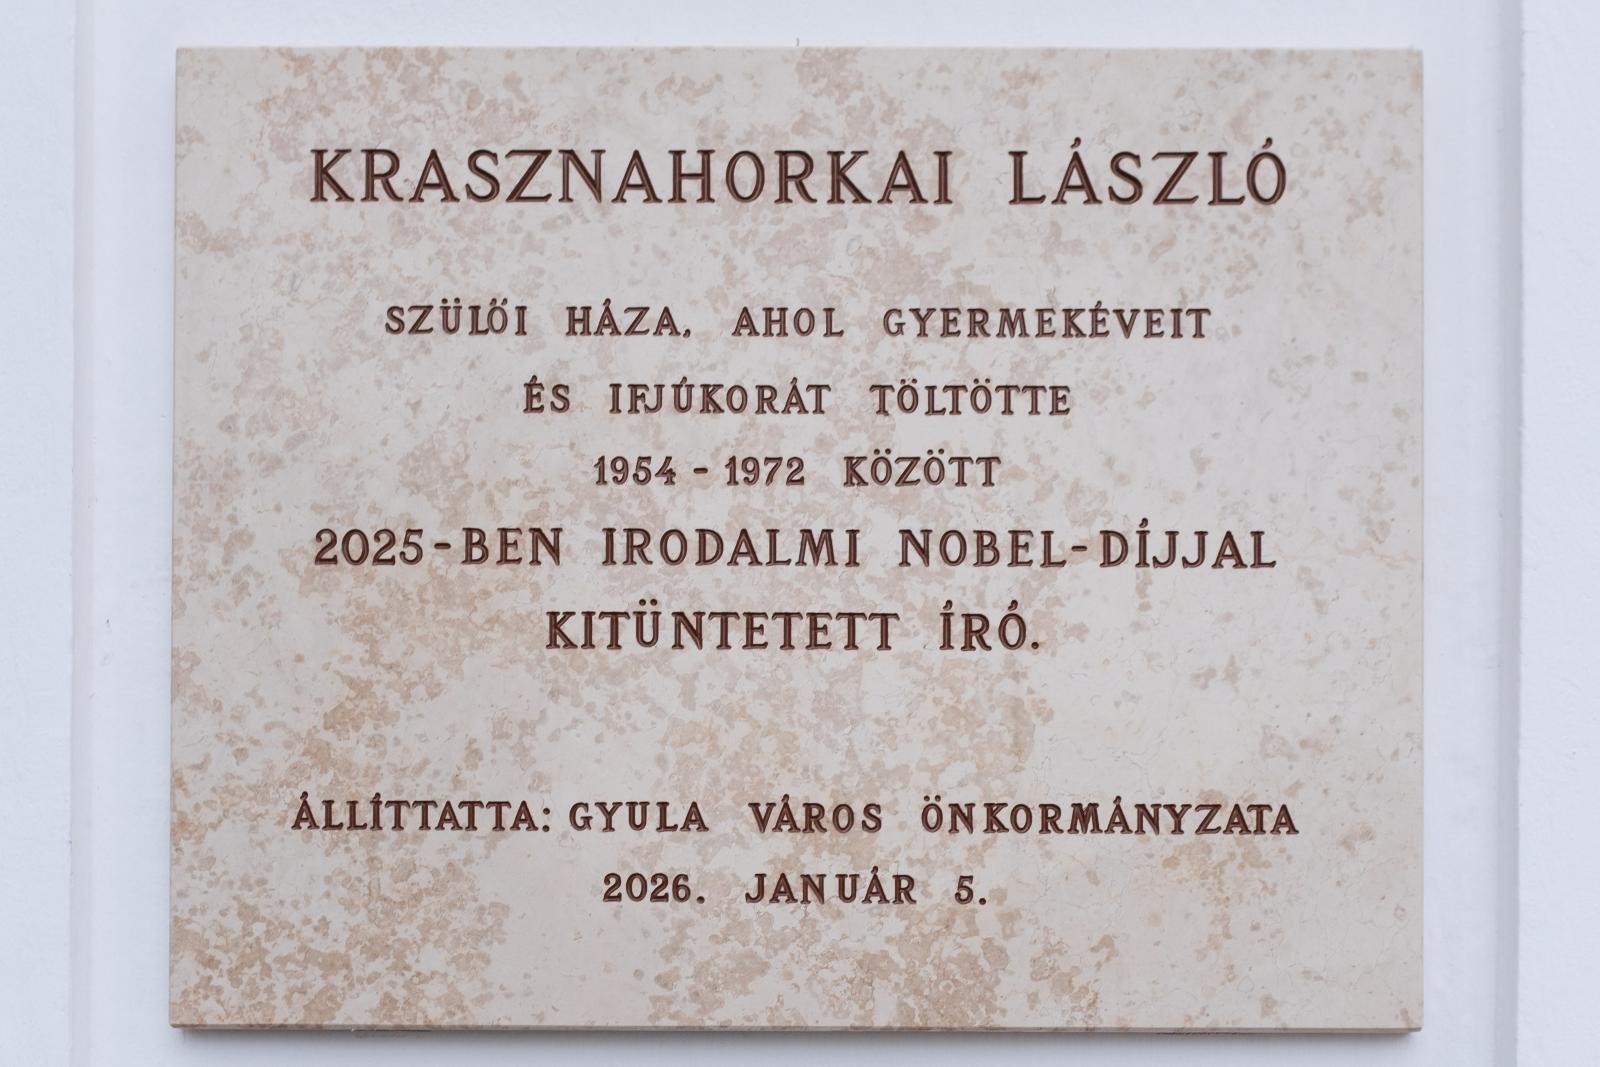 KRASZNAHORKAI LÁSZLÓ
SZÜLŐI HÁZA, AHOL GYERMEKÉVEIT
ÉS IFJÚKORÁT TÖLTÖTTE
1954 - 1972 KÖZÖTT
2025-BEN IRODALMI NOBEL-DÍJJAL
KITÜNTETETT ÍRÓ.
ÁLLÍTTATTA: GYULA VÁROS ÖNKORMÁNYZATA
2026. JANUÁR 5.